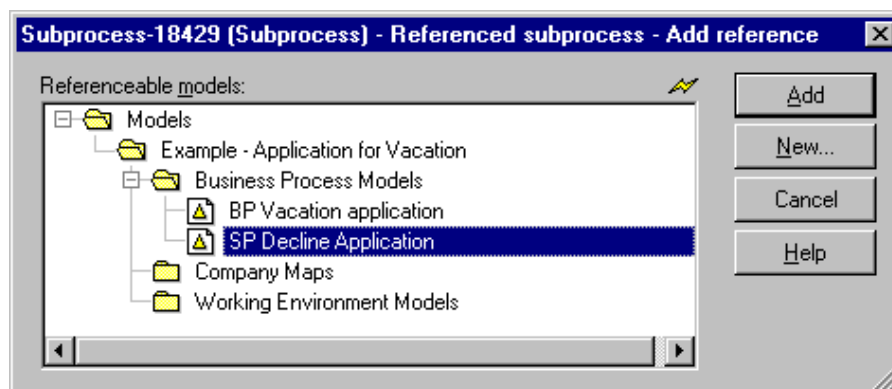 Subprocess-18429 (Subprocess) - Referenced subprocess - Add reference
Referenceable models:
Models
Example - Application for Vacation
Business Process Models
BP Vacation application
SP Decline Application
Company Maps
Working Environment Models
Add
New...
Cancel
Help